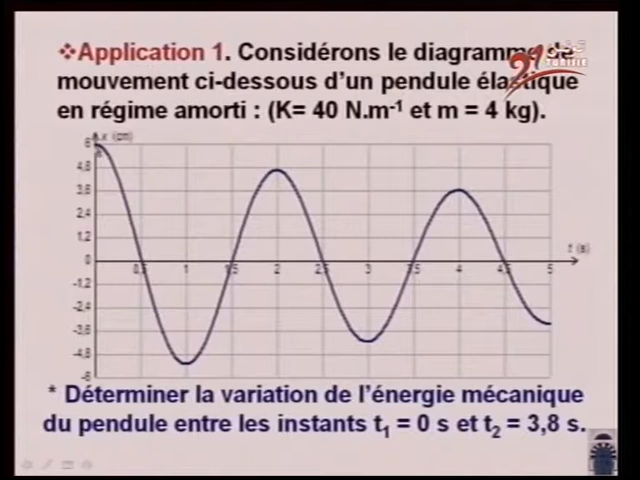 ❖Application 1. Considérons le diagramme de
mouvement ci-dessous d'un pendule élastique
en régime amorti : (K= 40 N.m⁻¹ et m = 4 kg).
21 TUNISIE
x (cm)
6
4,8
3,6
2,4
1,2
0
-1,2
-2,4
-3,6
-4,8
-6
0,5 1 1,5 2 2,5 3 3,5 4 4,5 5
t (s)
* Déterminer la variation de l'énergie mécanique
du pendule entre les instants t₁ = 0 s et t₂ = 3,8 s.